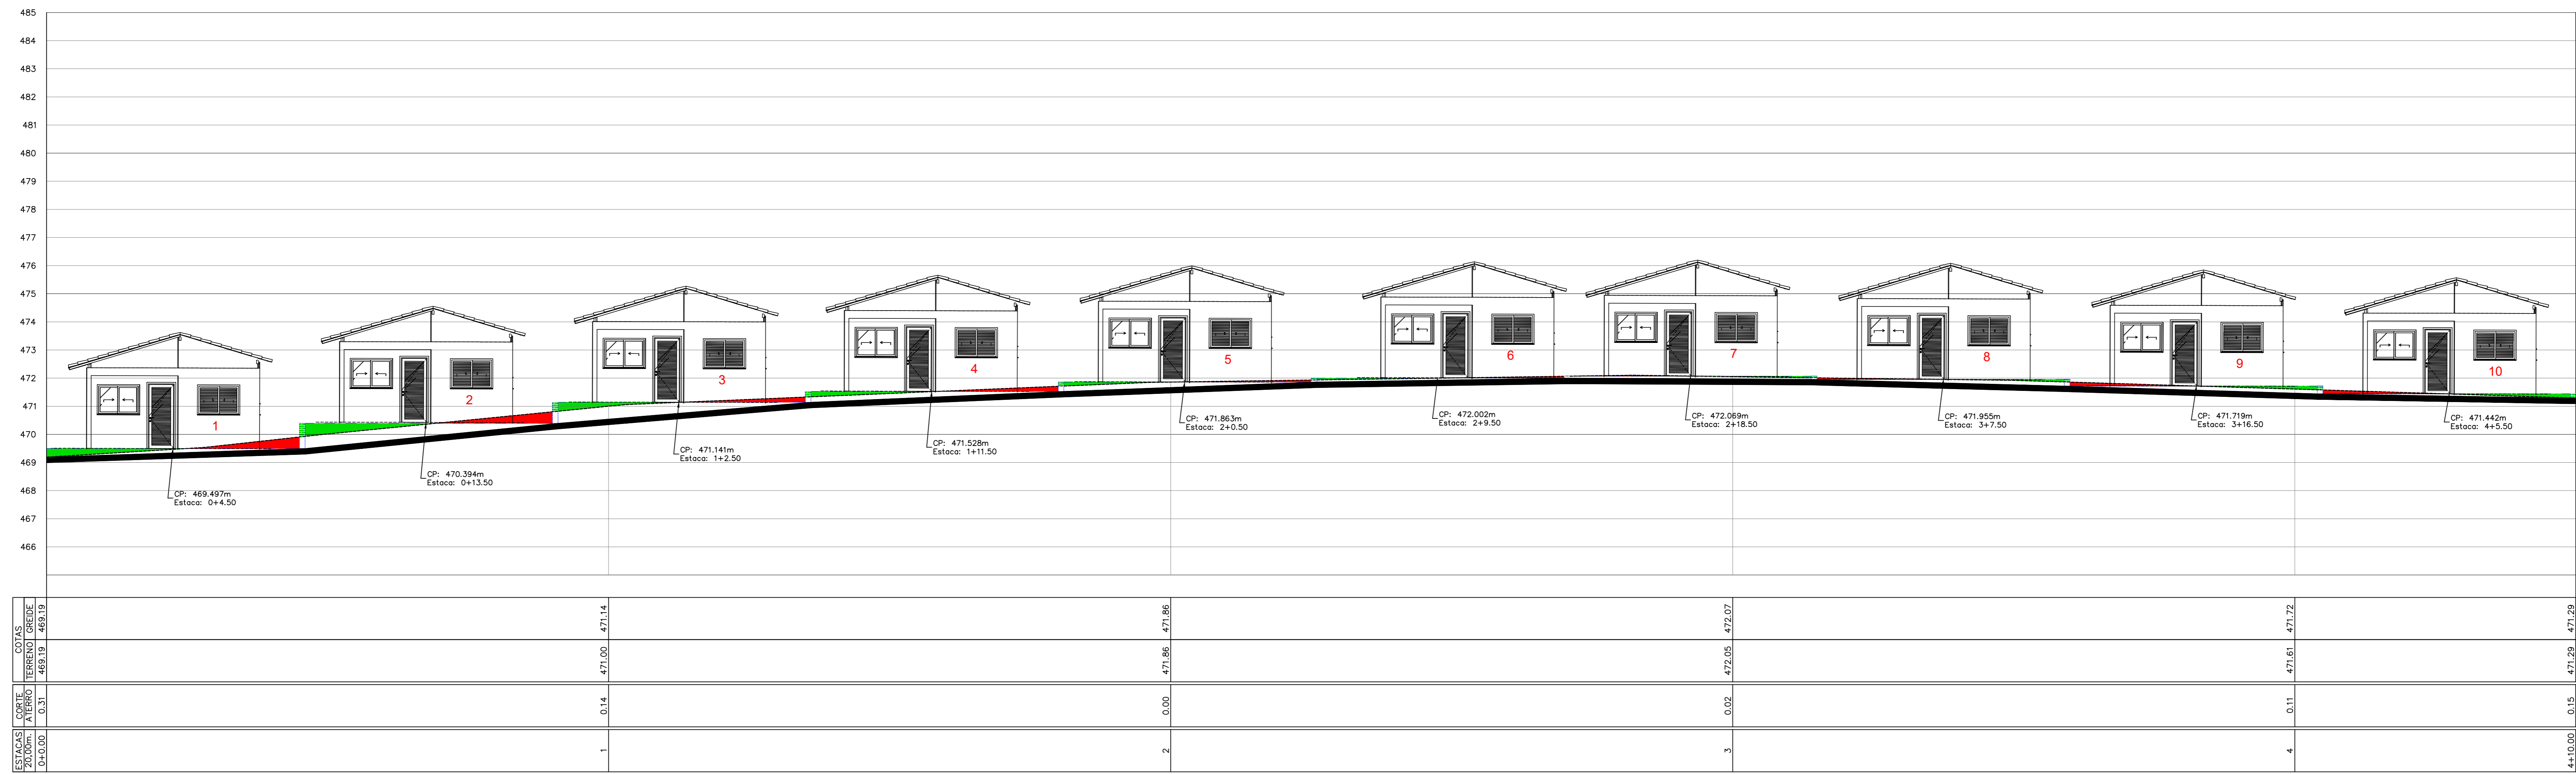 485
484
483
482
481
480
479
478
477
476
475
474
473
472
471
470
469
468
467
466
1
2
3
4
5
6
7
8
9
10
CP: 469.497m
Estaca: 0+4.50
CP: 470.394m
Estaca: 0+13.50
CP: 471.141m
Estaca: 1+2.50
CP: 471.528m
Estaca: 1+11.50
CP: 471.863m
Estaca: 2+0.50
CP: 472.002m
Estaca: 2+9.50
CP: 472.069m
Estaca: 2+18.50
CP: 471.955m
Estaca: 3+7.50
CP: 471.719m
Estaca: 3+16.50
CP: 471.442m
Estaca: 4+5.50
COTAS
GREIDE 469.19 471.14 471.86 472.07 471.72 471.29
TERRENO 469.19 471.00 471.86 472.05 471.61 471.29
CORTE
ATERRO 0.31 0.14 0.00 0.02 0.11 0.15
ESTACAS
20,00m. 0+0.00 1 2 3 4 4+10.00